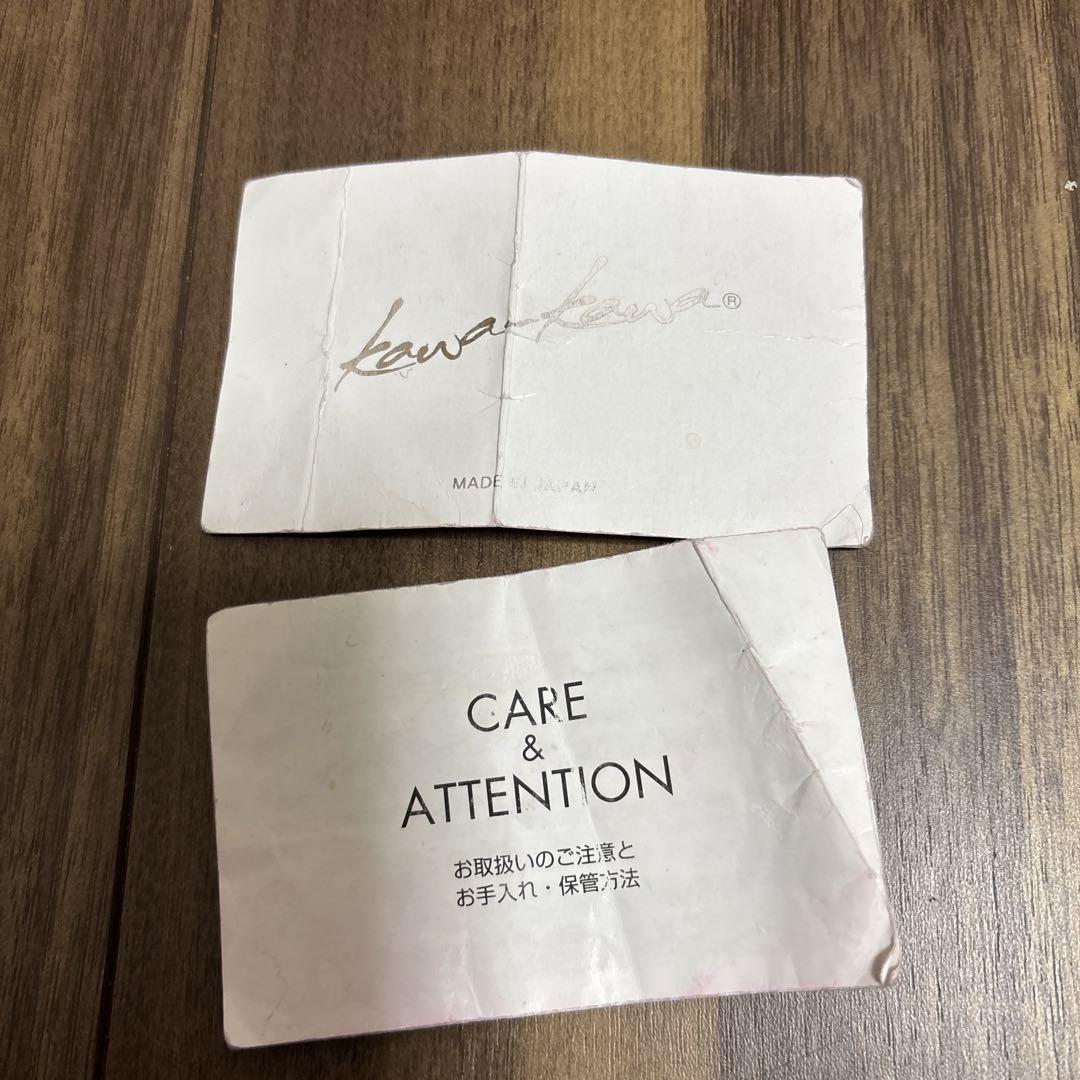 kawa-kawa®
MADE IN JAPAN
CARE
&
ATTENTION
お取扱いのご注意と
お手入れ・保管方法